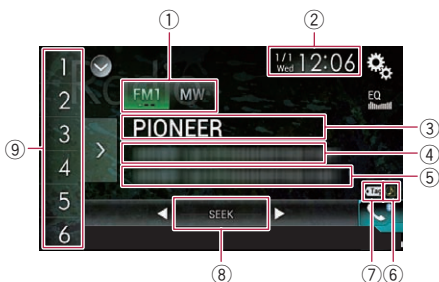 ① ②
1 1/1 Wed 12:06
2 FM1 MW EQ
3 PIONEER ③
⑨ ④
4 ⑤
5
6 SEEK
⑧ ⑦ ⑥